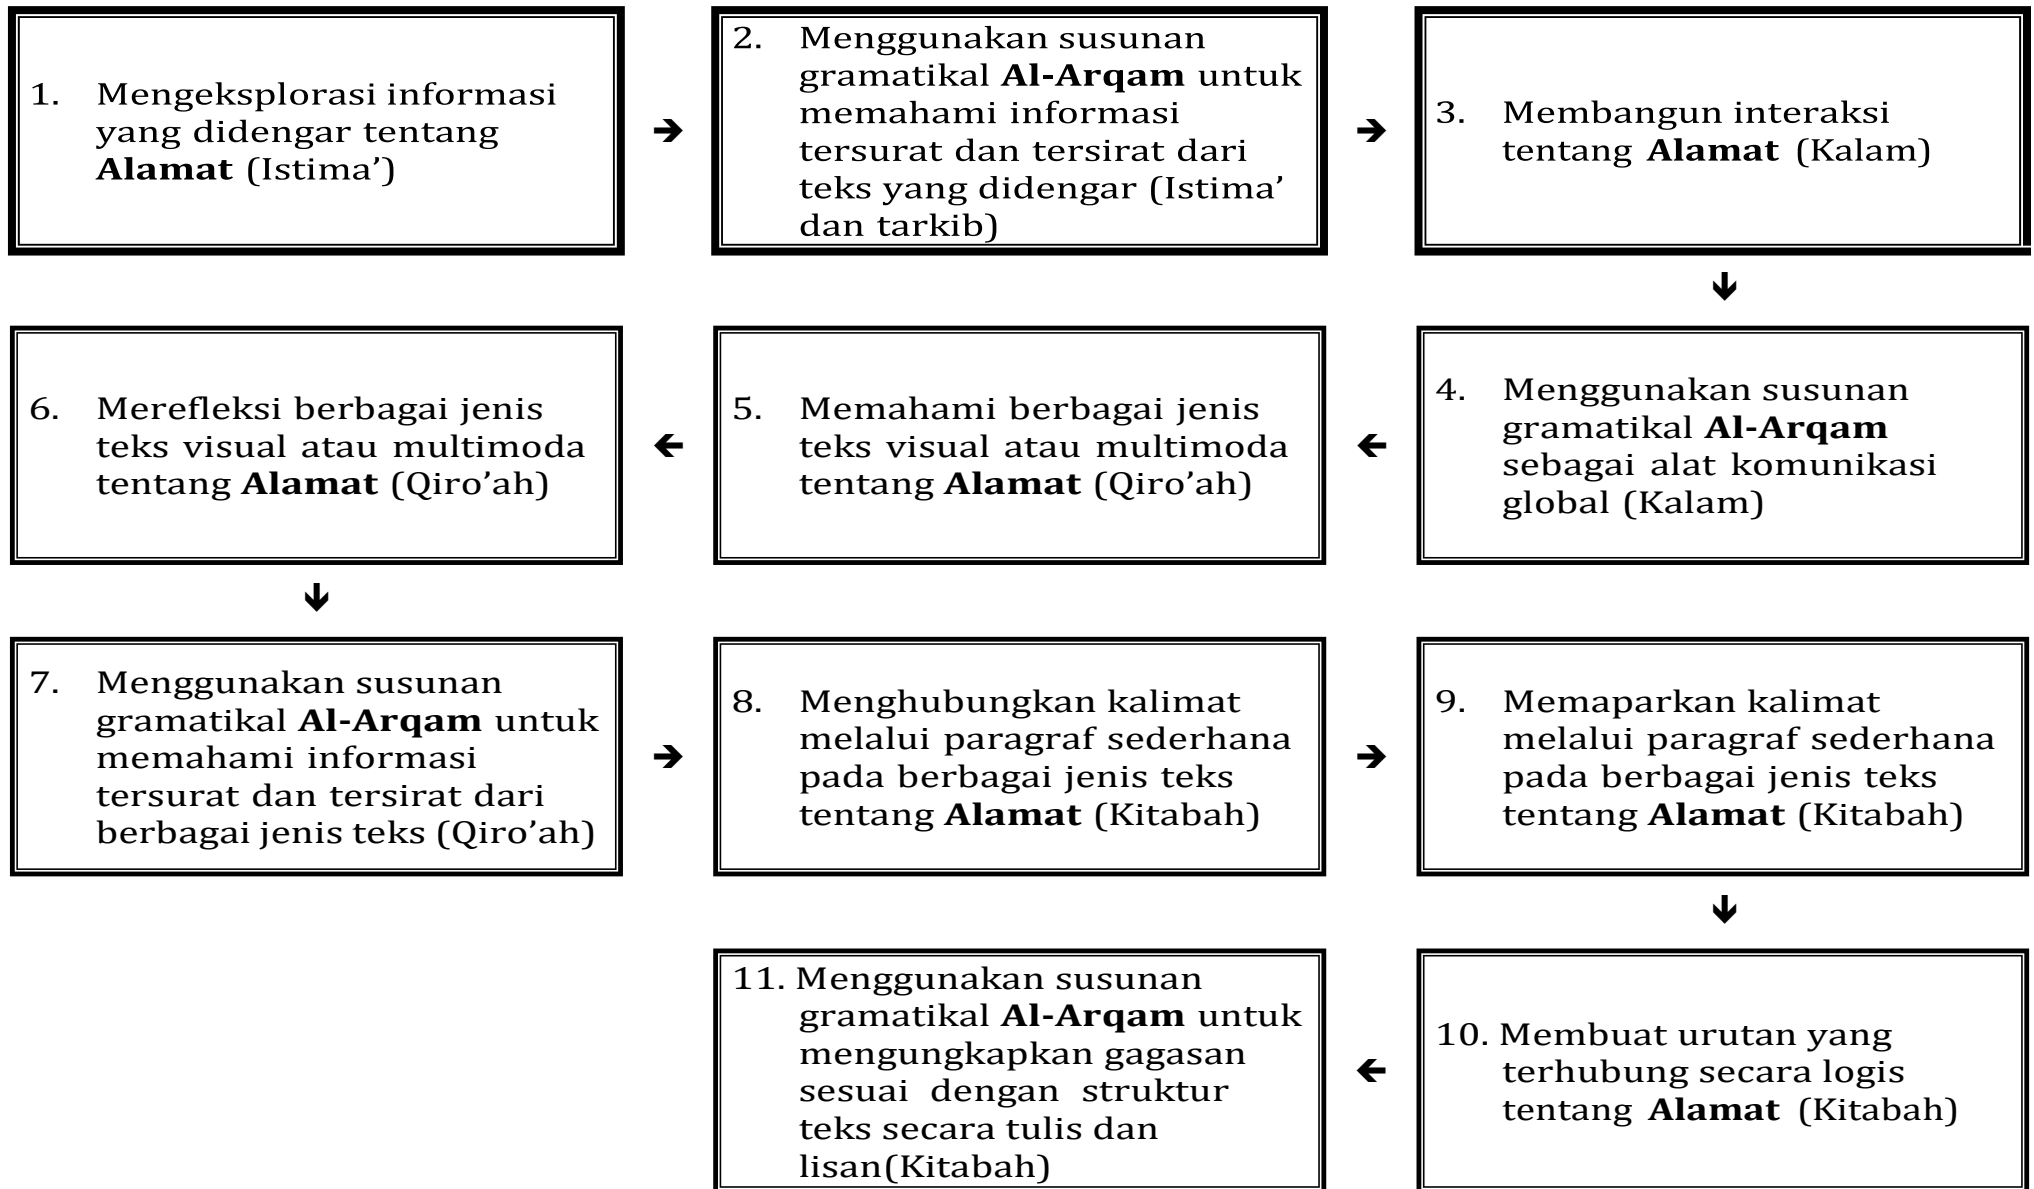 1. Mengeksplorasi informasi
yang didengar tentang
Alamat (Istima’)
2. Menggunakan susunan
gramatikal Al-Arqam untuk
memahami informasi
tersurat dan tersirat dari
teks yang didengar (Istima’
dan tarkib)
3. Membangun interaksi
tentang Alamat (Kalam)
4. Menggunakan susunan
gramatikal Al-Arqam
sebagai alat komunikasi
global (Kalam)
5. Memahami berbagai jenis
teks visual atau multimoda
tentang Alamat (Qiro’ah)
6. Merefleksi berbagai jenis
teks visual atau multimoda
tentang Alamat (Qiro’ah)
7. Menggunakan susunan
gramatikal Al-Arqam untuk
memahami informasi
tersurat dan tersirat dari
berbagai jenis teks (Qiro’ah)
8. Menghubungkan kalimat
melalui paragraf sederhana
pada berbagai jenis teks
tentang Alamat (Kitabah)
9. Memaparkan kalimat
melalui paragraf sederhana
pada berbagai jenis teks
tentang Alamat (Kitabah)
10. Membuat urutan yang
terhubung secara logis
tentang Alamat (Kitabah)
11. Menggunakan susunan
gramatikal Al-Arqam untuk
mengungkapkan gagasan
sesuai dengan struktur
teks secara tulis dan
lisan(Kitabah)